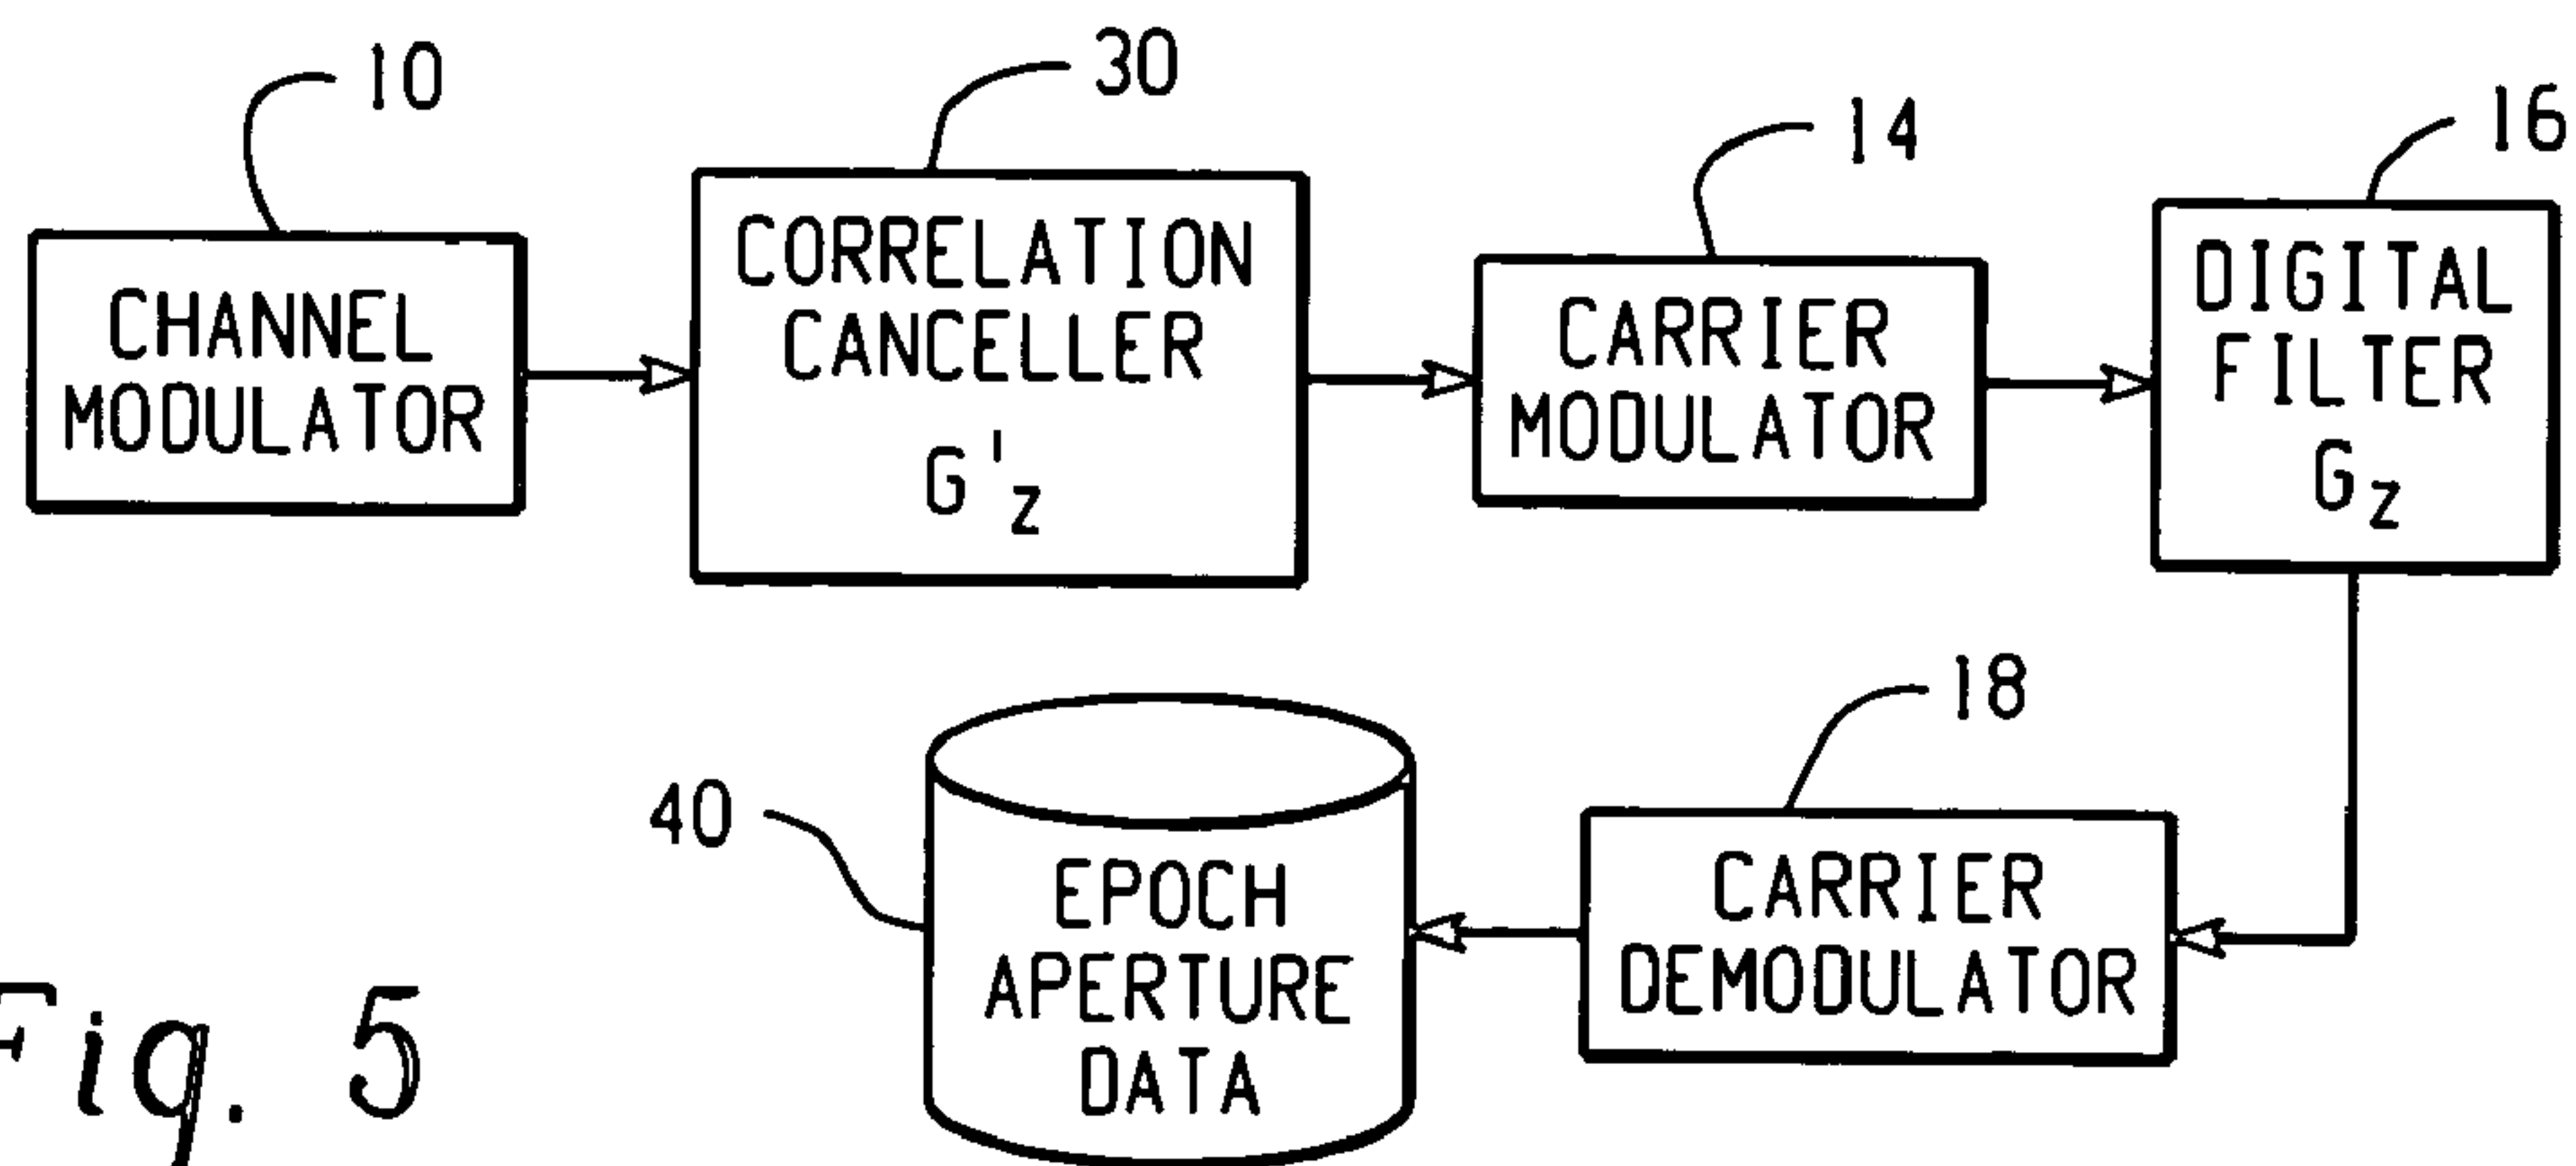 10
30
14
16
CHANNEL
MODULATOR
CORRELATION
CANCELLER
G'z
CARRIER
MODULATOR
DIGITAL
FILTER
Gz
18
40
EPOCH
APERTURE
DATA
CARRIER
DEMODULATOR
Fig. 5